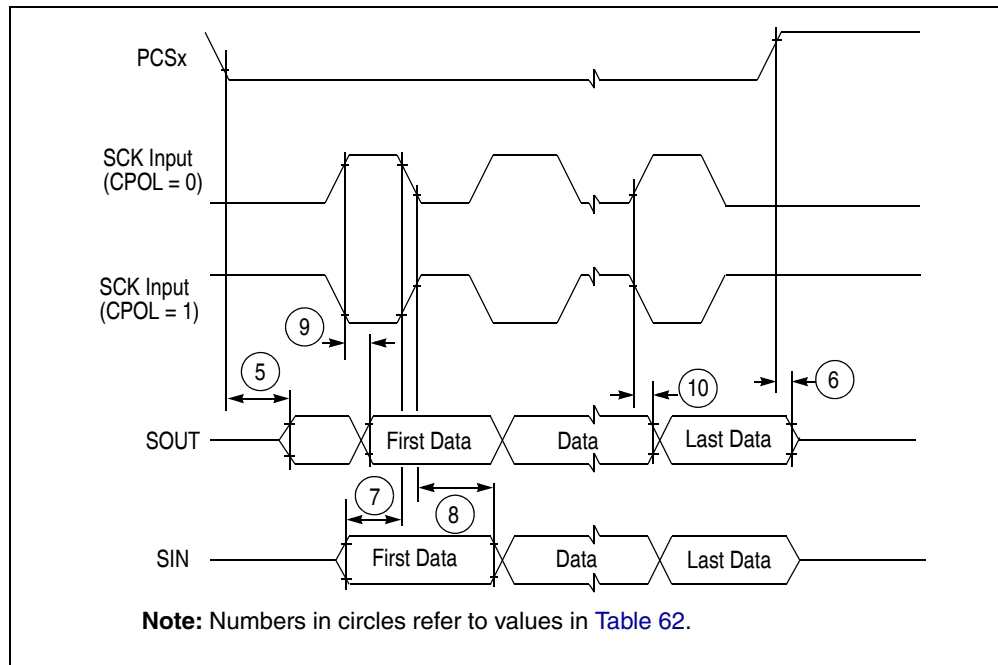 PCSx
SCK Input
(CPOL = 0)
SCK Input
(CPOL = 1)
9
5
10
6
SOUT
First Data
Data
Last Data
7
8
SIN
First Data
Data
Last Data
Note: Numbers in circles refer to values in Table 62.